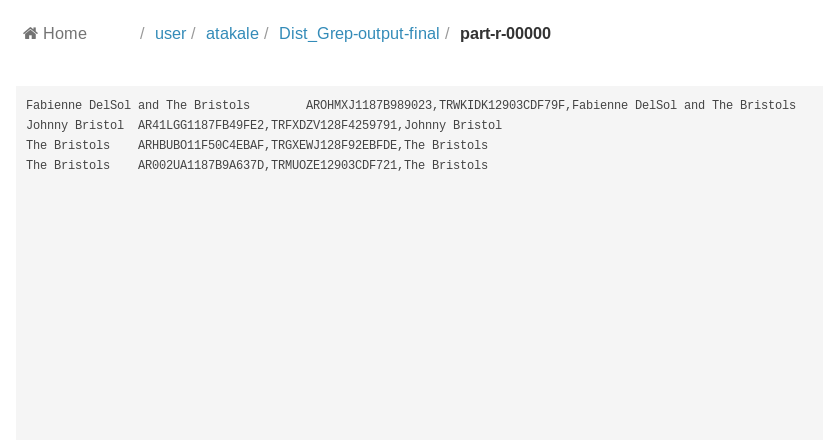 Home / user / atakale / Dist_Grep-output-final / part-r-00000
Fabienne DelSol and The Bristols	AROHMXJ1187B989023,TRWKIDK12903CDF79F,Fabienne DelSol and The Bristols
Johnny Bristol	AR41LGG1187FB49FE2,TRFXDZV128F4259791,Johnny Bristol
The Bristols	ARHBUBO11F50C4EBAF,TRGXEWJ128F92EBFDE,The Bristols
The Bristols	AR002UA1187B9A637D,TRMUOZE12903CDF721,The Bristols